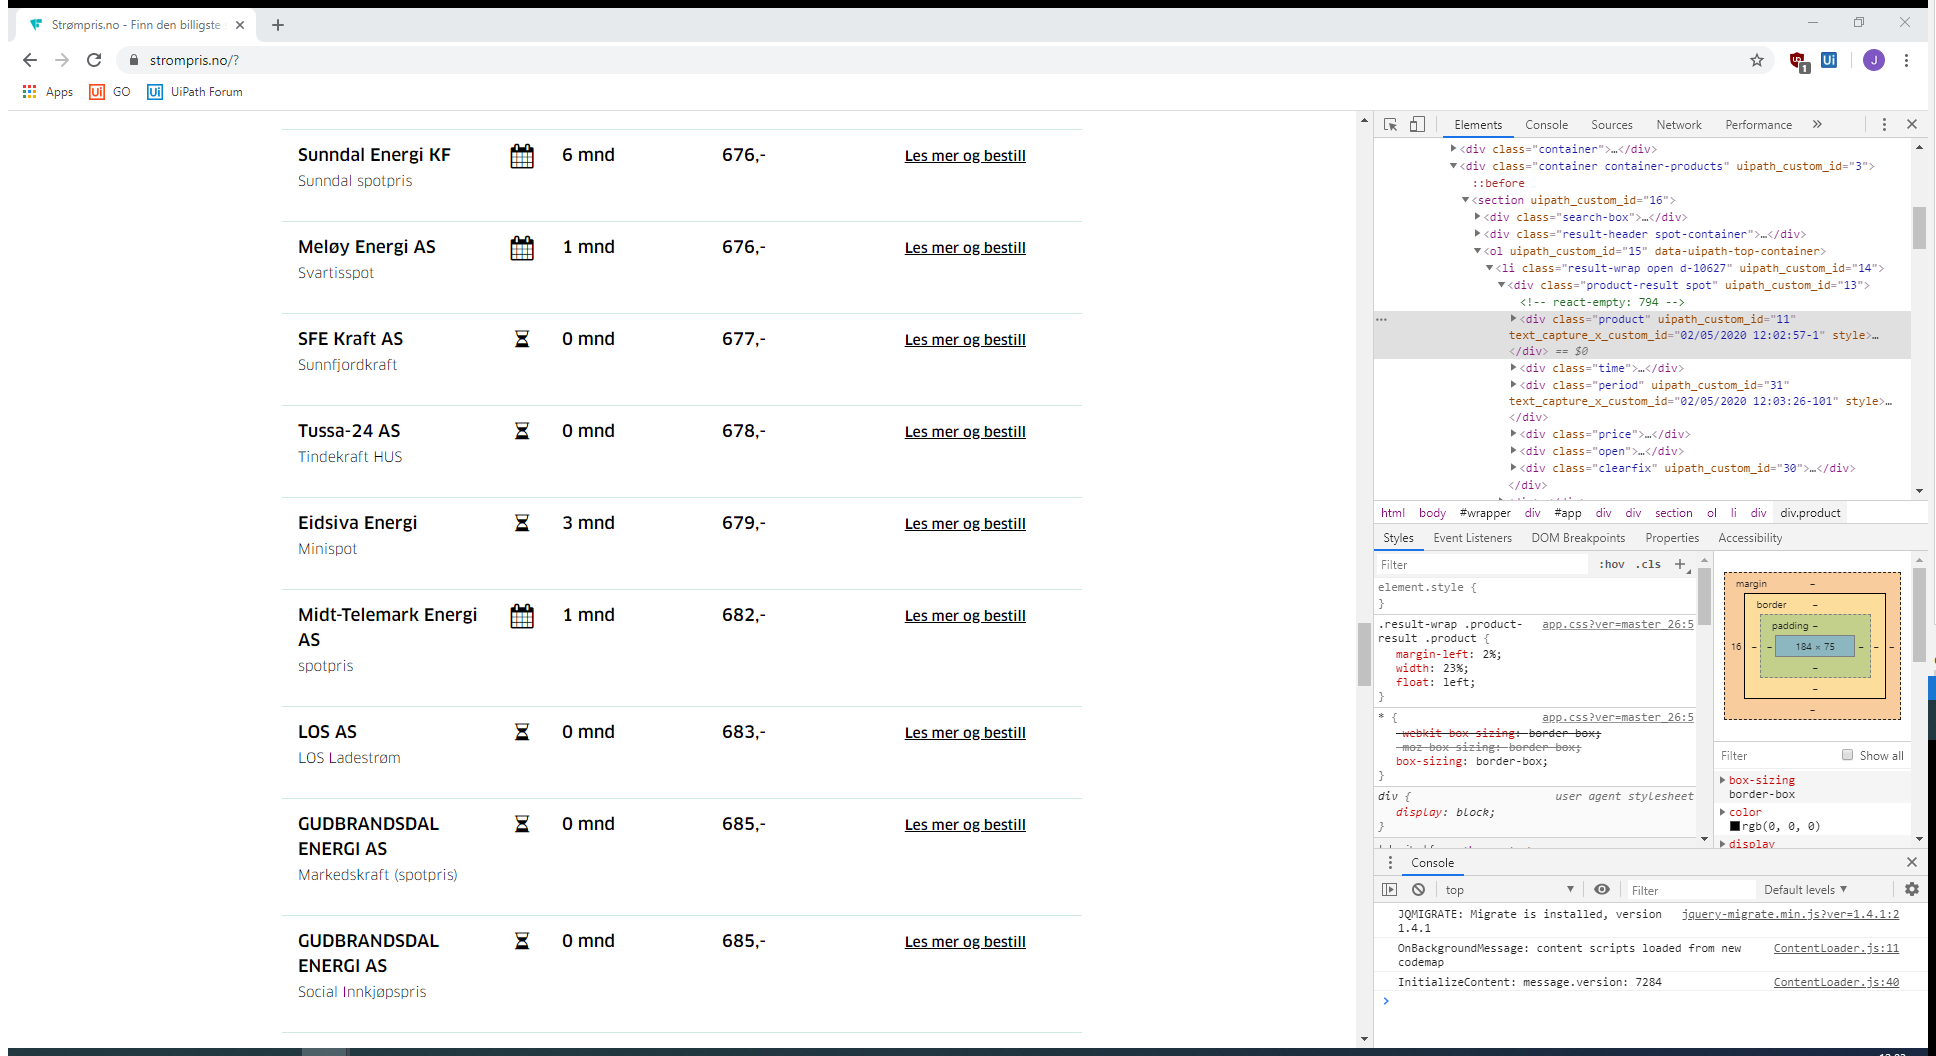 Strømpris.no - Finn den billigste
strompris.no/?
1
Ui
J
Apps
Ui GO
Ui UiPath Forum
Sunndal Energi KF 6 mnd 676,- Les mer og bestill
Sunndal spotpris
Meløy Energi AS 1 mnd 676,- Les mer og bestill
Svartisspot
SFE Kraft AS 0 mnd 677,- Les mer og bestill
Sunnfjordkraft
Tussa-24 AS 0 mnd 678,- Les mer og bestill
Tindekraft HUS
Eidsiva Energi 3 mnd 679,- Les mer og bestill
Minispot
Midt-Telemark Energi 1 mnd 682,- Les mer og bestill
AS
spotpris
LOS AS 0 mnd 683,- Les mer og bestill
LOS Ladestrøm
GUDBRANDSDAL 0 mnd 685,- Les mer og bestill
ENERGI AS
Markedskraft (spotpris)
GUDBRANDSDAL 0 mnd 685,- Les mer og bestill
ENERGI AS
Social Innkjøpspris
Elements Console Sources Network Performance »
<div class="container">…</div>
<div class="container container-products" uipath_custom_id="3">
::before
<section uipath_custom_id="16">
<div class="search-box">…</div>
<div class="result-header spot-container">…</div>
<ol uipath_custom_id="15" data-uipath-top-container>
<li class="result-wrap open d-10627" uipath_custom_id="14">
<div class="product-result spot" uipath_custom_id="13">
<!-- react-empty: 794 -->
<div class="product" uipath_custom_id="11"
text_capture_x_custom_id="02/05/2020 12:02:57-1" style>…
</div> == $0
<div class="time">…</div>
<div class="period" uipath_custom_id="31"
text_capture_x_custom_id="02/05/2020 12:03:26-101" style>…
</div>
<div class="price">…</div>
<div class="open">…</div>
<div class="clearfix" uipath_custom_id="30">…</div>
</div>
html body #wrapper div #app div div section ol li div div.product
Styles Event Listeners DOM Breakpoints Properties Accessibility
Filter :hov .cls +
element.style {
}
.result-wrap .product- app.css?ver=master_26:5
result .product {
margin-left: 2%;
width: 23%;
float: left;
}
* { app.css?ver=master_26:5
-webkit-box-sizing: border-box;
-moz-box-sizing: border-box;
box-sizing: border-box;
}
div { user agent stylesheet
display: block;
}
margin –
border –
padding –
16 – – 184 × 75 – – –
–
–
–
Filter Show all
box-sizing
border-box
color
rgb(0, 0, 0)
display
Console
top Filter Default levels
JQMIGRATE: Migrate is installed, version jquery-migrate.min.js?ver=1.4.1:2
1.4.1
OnBackgroundMessage: content scripts loaded from new ContentLoader.js:11
codemap
InitializeContent: message.version: 7284 ContentLoader.js:40